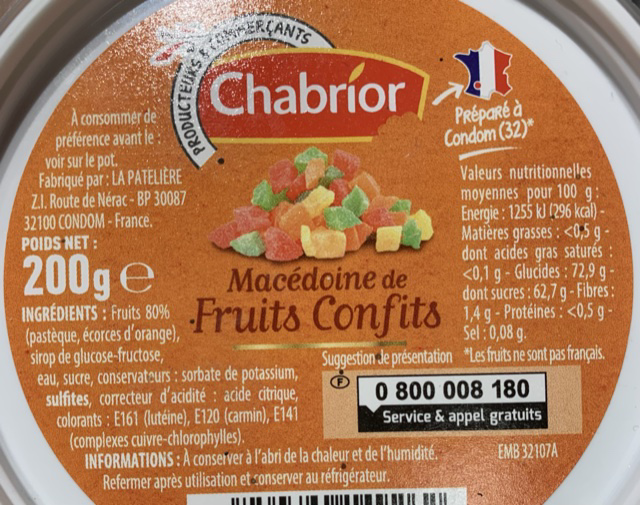 PRODUCTEURS & COMMERÇANTS
Chabrior
Préparé à
Condom (32)*
À consommer de
préférence avant le :
voir sur le pot.
Fabriqué par : LA PATELIÈRE
Z.I. Route de Nérac - BP 30087
32100 CONDOM - France.
POIDS NET :
200g e
INGRÉDIENTS : Fruits 80%
(pastèque, écorces d'orange),
sirop de glucose-fructose,
eau, sucre, conservateurs : sorbate de potassium,
sulfites, correcteur d'acidité : acide citrique,
colorants : E161 (lutéine), E120 (carmin), E141
(complexes cuivre-chlorophylles).
INFORMATIONS : À conserver à l'abri de la chaleur et de l'humidité.
Refermer après utilisation et conserver au réfrigérateur.
Macédoine de
Fruits Confits
Suggestion de présentation
Valeurs nutritionnelles
moyennes pour 100 g :
Energie : 1255 kJ (296 kcal) -
Matières grasses : <0,5 g -
dont acides gras saturés :
<0,1 g - Glucides : 72,9 g -
dont sucres : 62,7 g - Fibres :
1,4 g - Protéines : <0,5 g -
Sel : 0,08 g.
*Les fruits ne sont pas français.
F
0 800 008 180
Service & appel gratuits
EMB 32107A